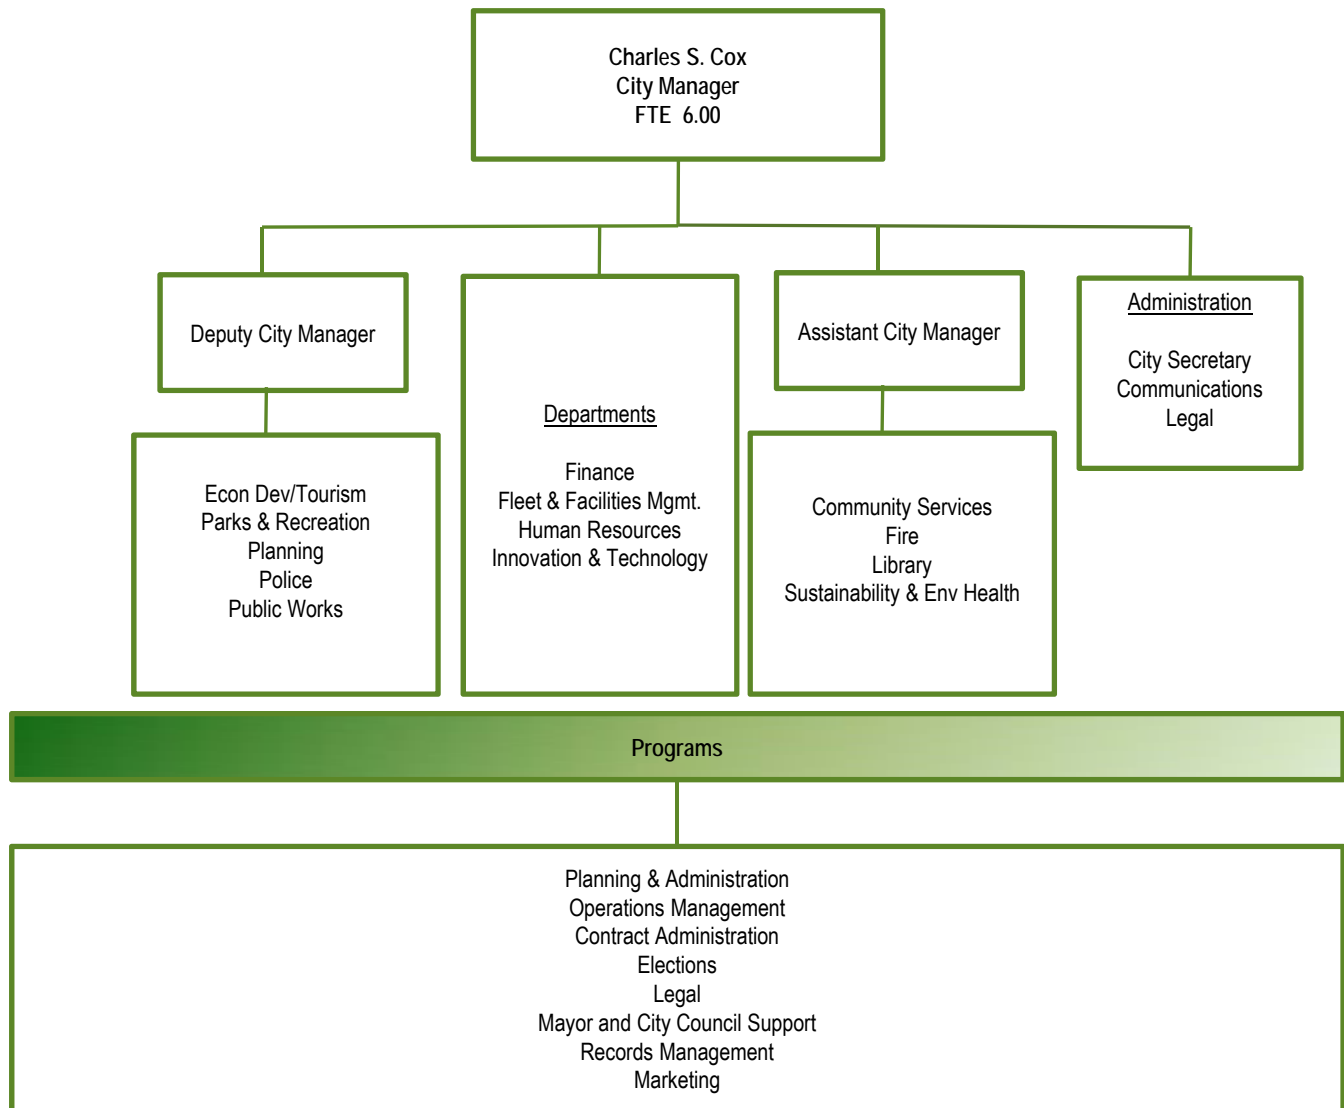 Charles S. Cox
City Manager
FTE 6.00
Deputy City Manager
Econ Dev/Tourism
Parks & Recreation
Planning
Police
Public Works
Departments
Finance
Fleet & Facilities Mgmt.
Human Resources
Innovation & Technology
Assistant City Manager
Community Services
Fire
Library
Sustainability & Env Health
Administration
City Secretary
Communications
Legal
Programs
Planning & Administration
Operations Management
Contract Administration
Elections
Legal
Mayor and City Council Support
Records Management
Marketing